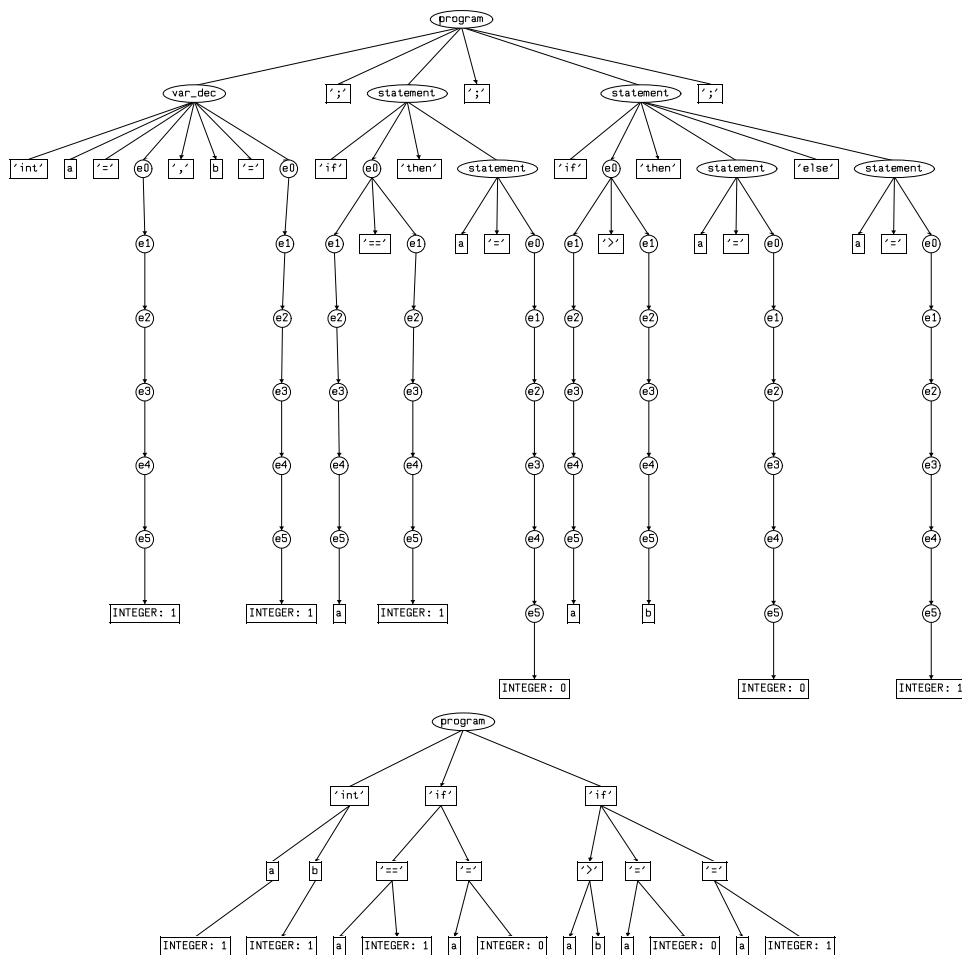 program
var_dec ';' statement ';' statement ';'
'int' a '=' e0 ',' b '=' e0 'if' e0 'then' statement 'if' e0 'then' statement 'else' statement
e1 e1 e1 '==' e1 a '=' e0 e1 '>' e1 a '=' e0 a '=' e0
e2 e2 e2 e2 e1 e2 e2 e1 e1
e3 e3 e3 e3 e2 e3 e3 e2 e2
e4 e4 e4 e4 e3 e4 e4 e3 e3
e5 e5 e5 e5 e4 e5 e5 e4 e4
INTEGER: 1 INTEGER: 1 a INTEGER: 1 e5 a b e5 e5
INTEGER: 0 INTEGER: 0 INTEGER: 1
program
'int' 'if' 'if'
a b '==' '=' '>' '=' '='
INTEGER: 1 INTEGER: 1 a INTEGER: 1 a INTEGER: 0 a b a INTEGER: 0 a INTEGER: 1